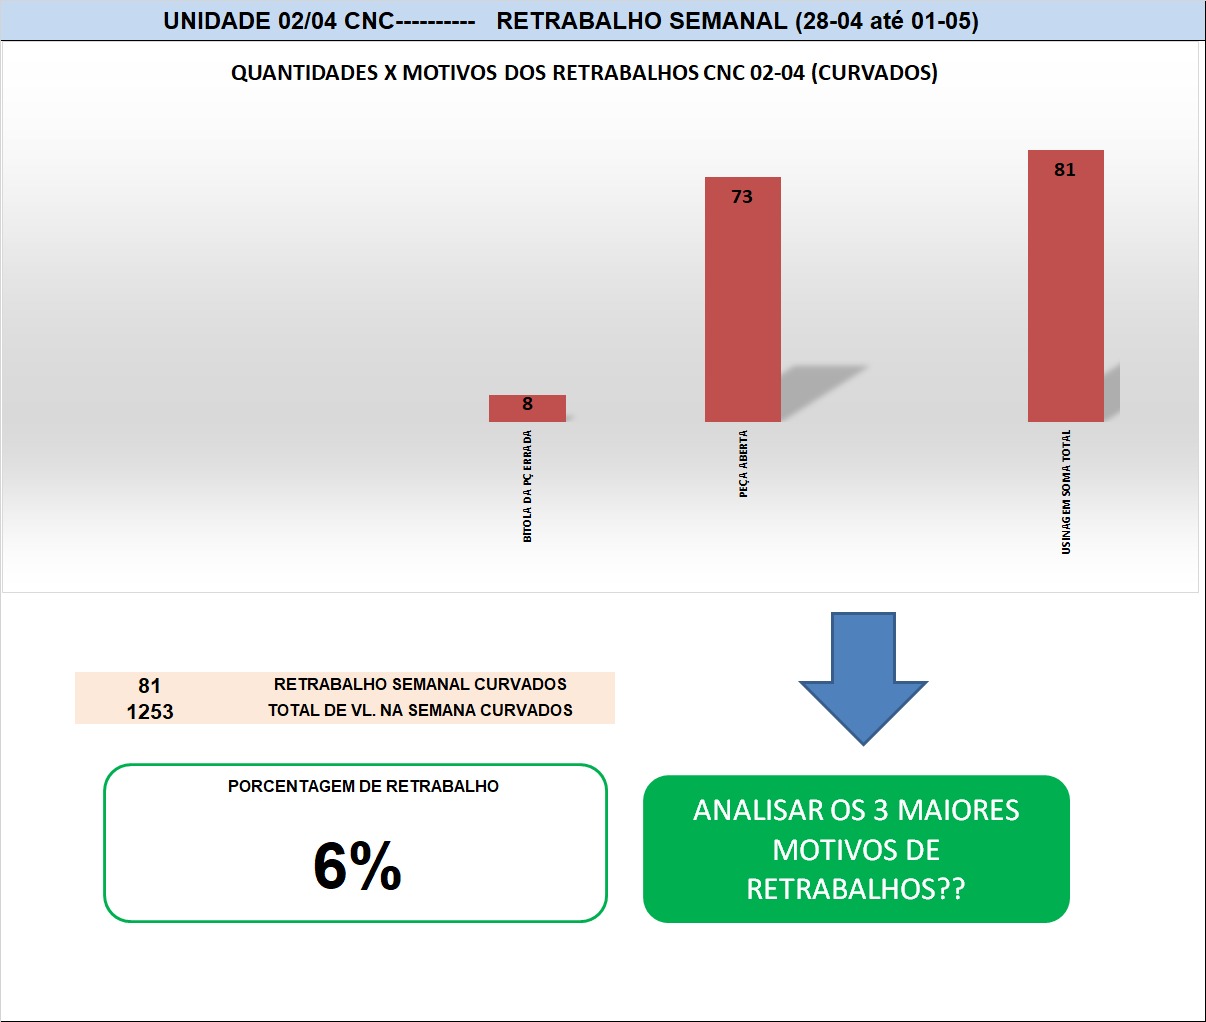 UNIDADE 02/04 CNC---------- RETRABALHO SEMANAL (28-04 até 01-05)
QUANTIDADES X MOTIVOS DOS RETRABALHOS CNC 02-04 (CURVADOS)
8
73
81
BITOLA DA PÇ ERRADA
PEÇA ABERTA
USINAGEM SOMA TOTAL
81 RETRABALHO SEMANAL CURVADOS
1253 TOTAL DE VL. NA SEMANA CURVADOS
PORCENTAGEM DE RETRABALHO
6%
ANALISAR OS 3 MAIORES
MOTIVOS DE
RETRABALHOS??